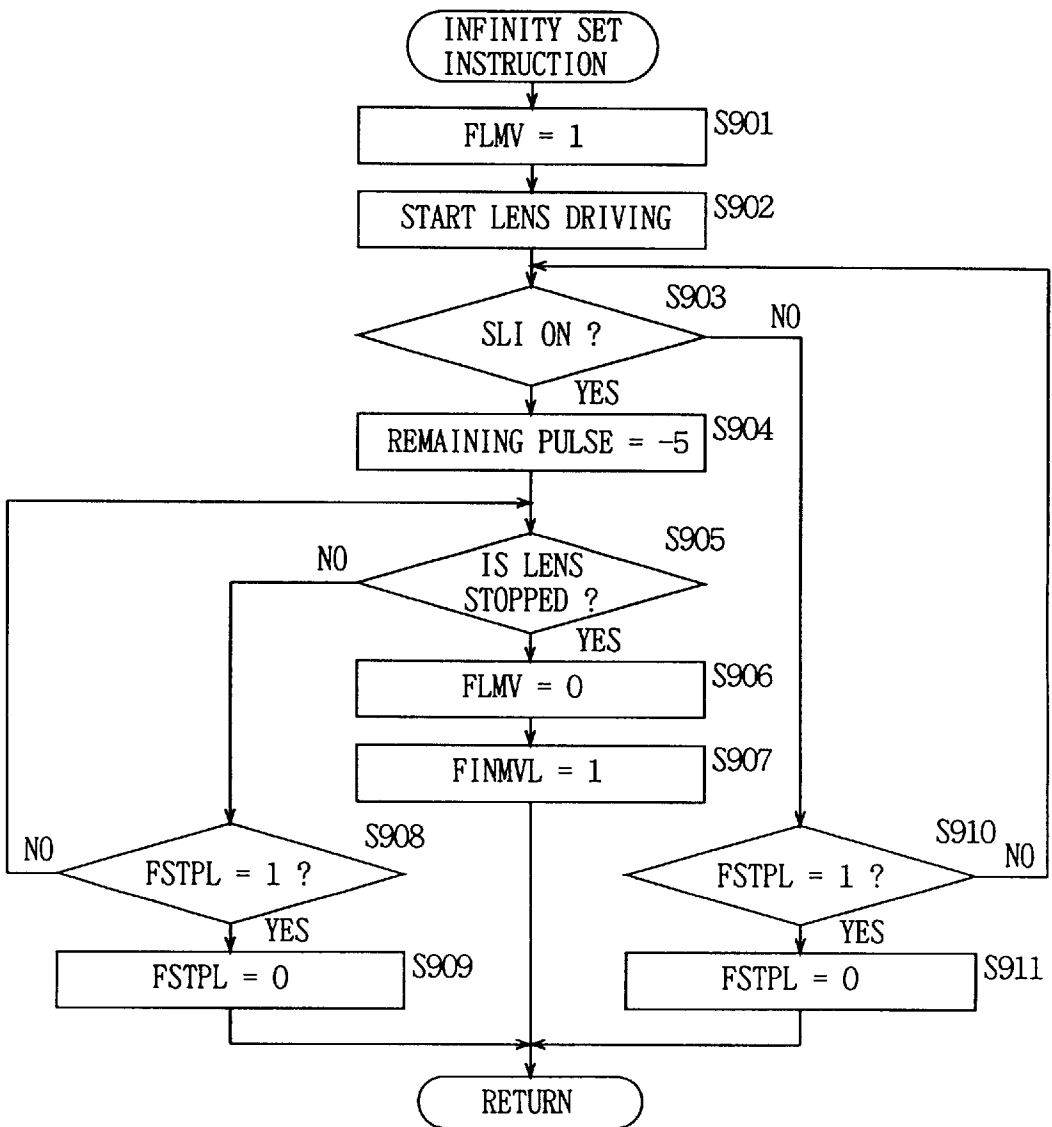 INFINITY SET
INSTRUCTION
FLMV = 1
S901
START LENS DRIVING
S902
S903
SLI ON ?
NO
YES
REMAINING PULSE = -5
S904
S905
NO
IS LENS
STOPPED ?
YES
FLMV = 0
S906
FINMVL = 1
S907
NO
S908
FSTPL = 1 ?
YES
FSTPL = 0
S909
S910
NO
FSTPL = 1 ?
YES
FSTPL = 0
S911
RETURN